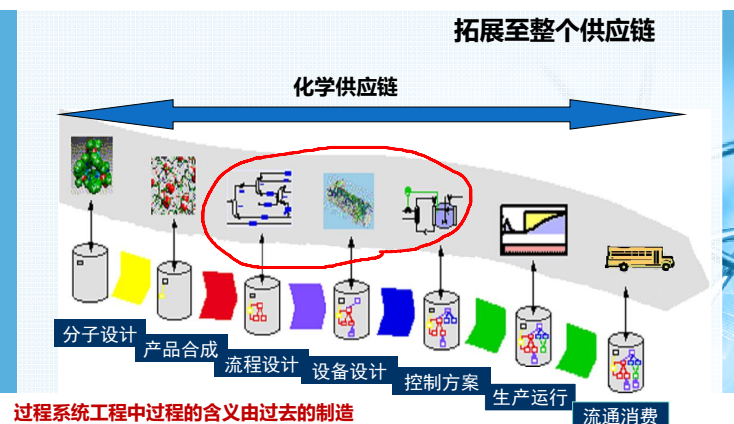 拓展至整个供应链
化学供应链
分子设计
产品合成
流程设计
设备设计
控制方案
生产运行
流通消费
过程系统工程中过程的含义由过去的制造